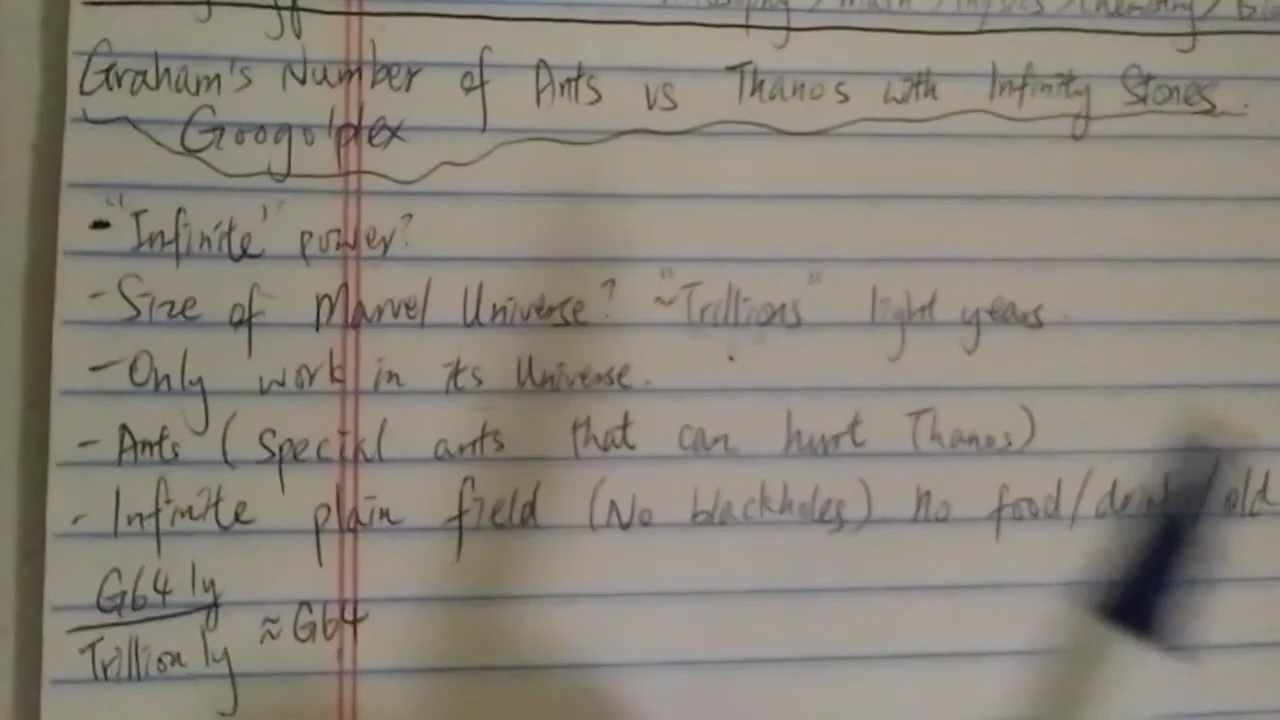 Graham's Number of Ants vs Thanos with Infinity Stones.
Googolplex
- "Infinite" power?
- Size of Marvel Universe? ~"Trillions" light years
- Only work in its Universe.
- Ants (Special ants that can hurt Thanos)
- Infinite plain field (No blackholes) no food/ /old
G64 ly
≈ G64
Trillion ly